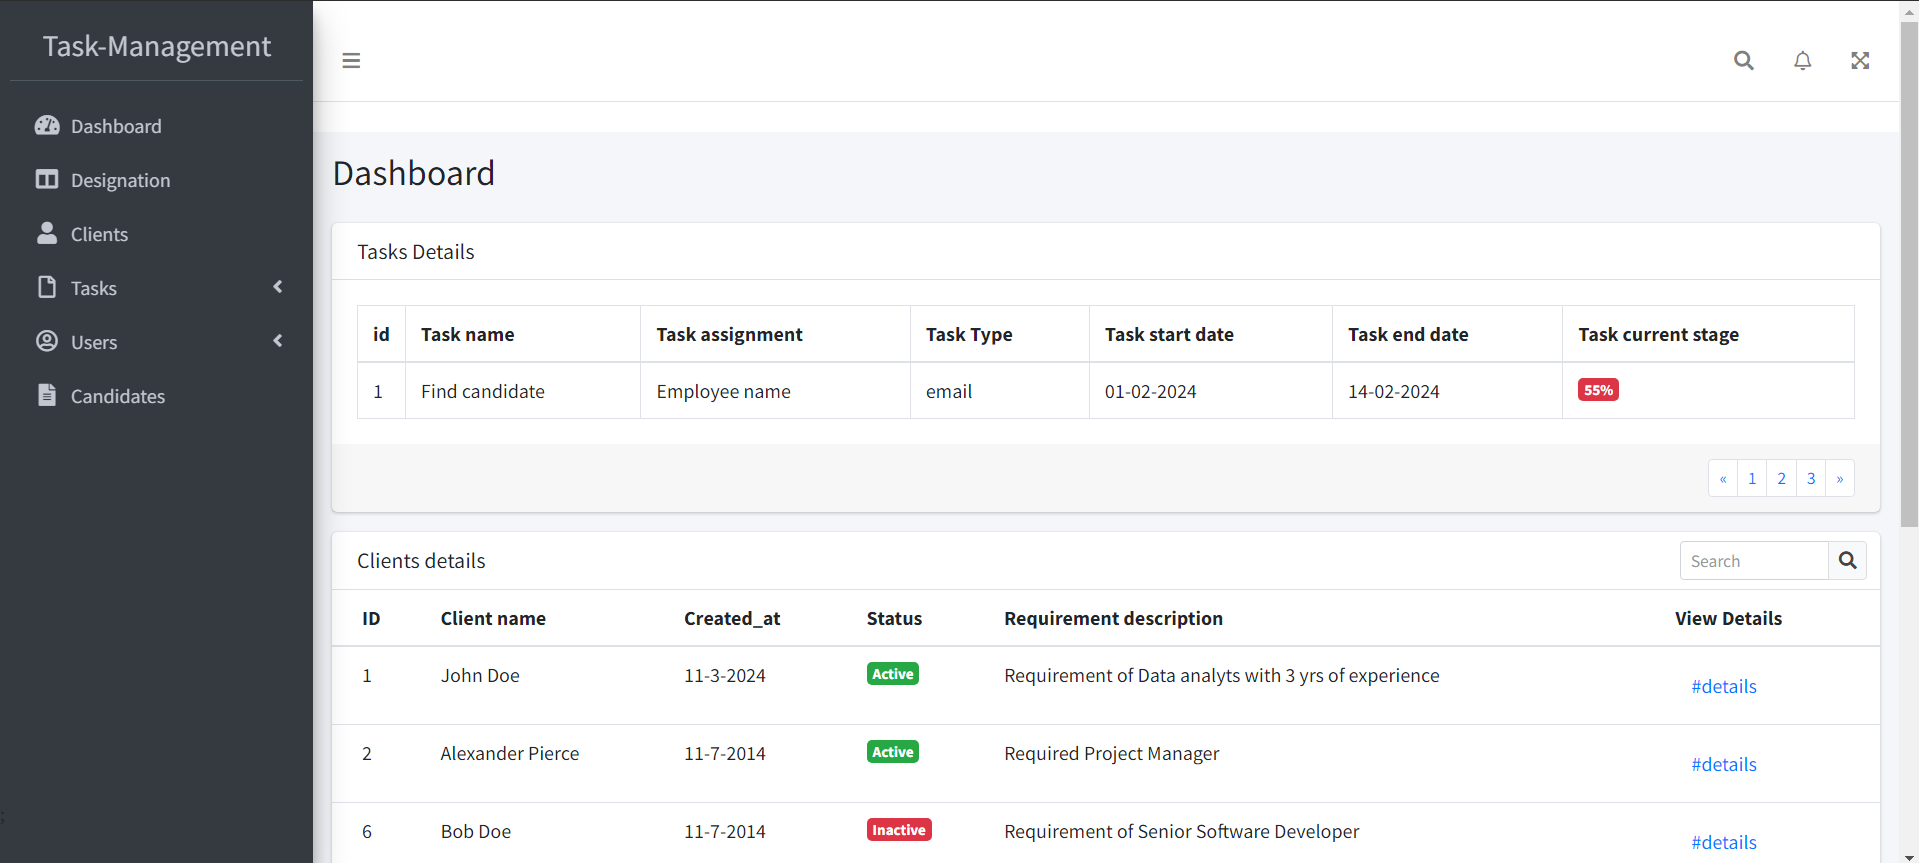 Task-Management
Dashboard
Designation
Clients
Tasks
Users
Candidates
;
Dashboard
Tasks Details
id Task name Task assignment Task Type Task start date Task end date Task current stage
1 Find candidate Employee name email 01-02-2024 14-02-2024 55%
« 1 2 3 »
Clients details Search
ID Client name Created_at Status Requirement description View Details
1 John Doe 11-3-2024 Active Requirement of Data analyts with 3 yrs of experience #details
2 Alexander Pierce 11-7-2014 Active Required Project Manager #details
6 Bob Doe 11-7-2014 Inactive Requirement of Senior Software Developer #details